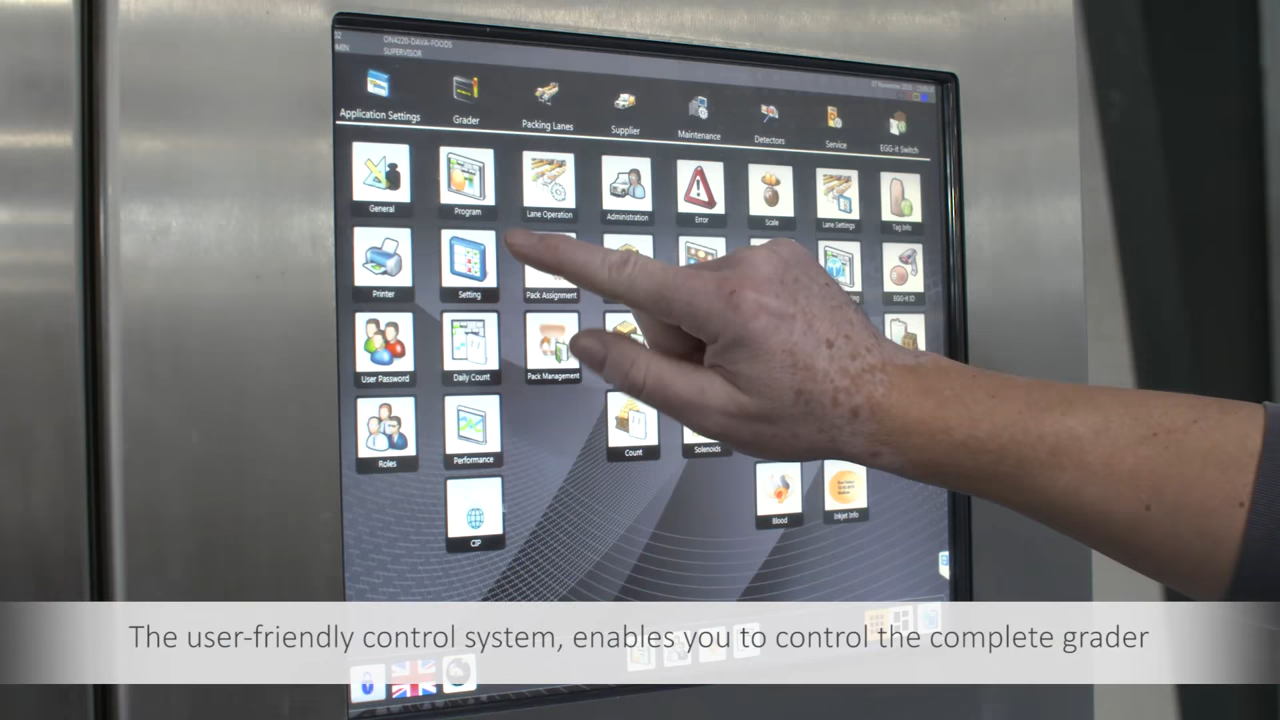 ON4220-DAVA-FOODS
SUPERVISOR
Application Settings
Grader
Packing Lanes
Supplier
Maintenance
Detectors
Service
EGG-it Switch
General
Program
Lane Operation
Administration
Error
Scale
Lane Settings
Tag Info
Printer
Setting
Pack Assignment
EGG-it ID
User Password
Daily Count
Pack Management
Roles
Performance
Count
Solenoids
CIP
Blood
Inkjet Info
The user-friendly control system, enables you to control the complete grader